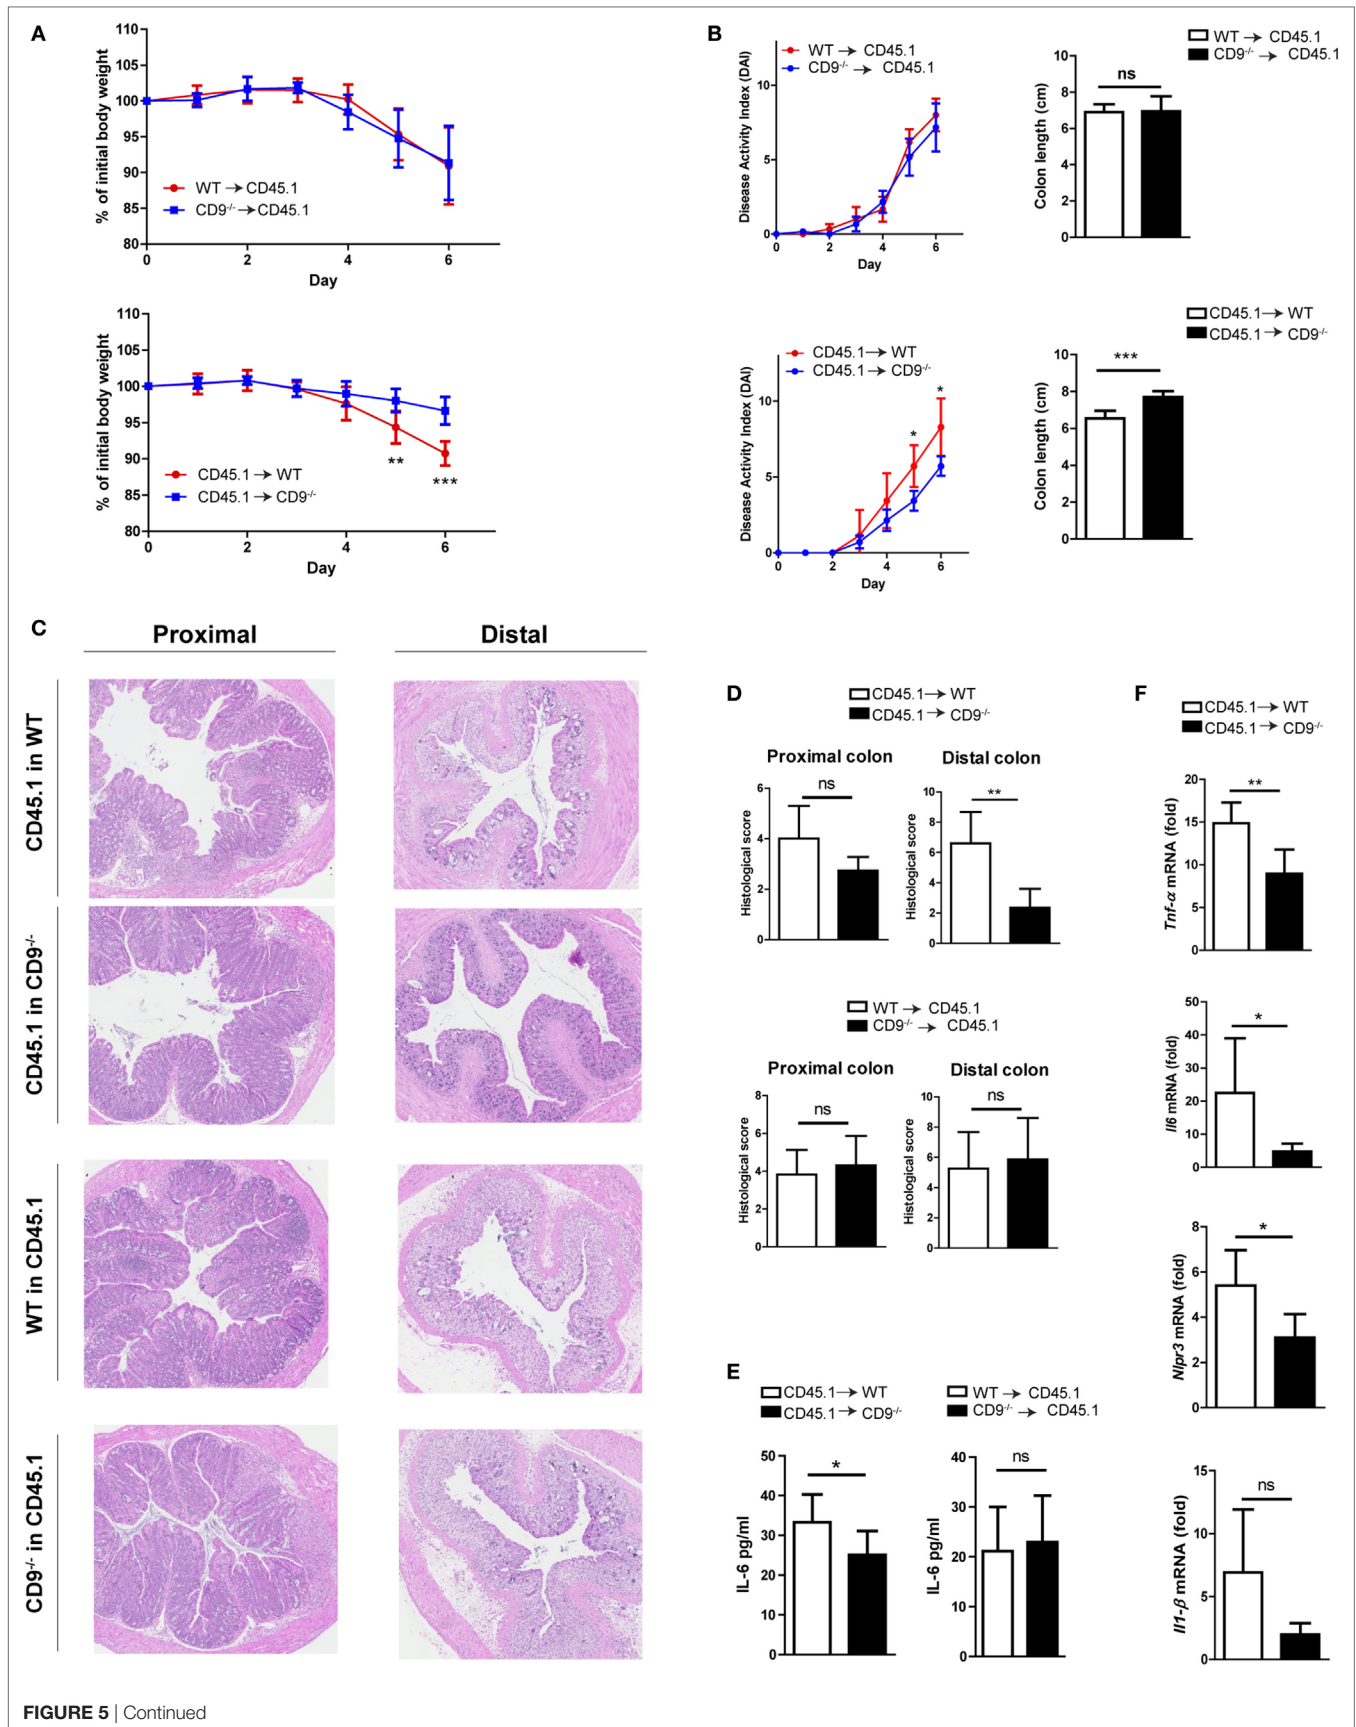 A
110
105
100
95
90
85
80
% of initial body weight
WT → CD45.1
CD9-/- → CD45.1
0 2 4 6
Day
110
105
100
95
90
85
80
% of initial body weight
CD45.1 → WT
CD45.1 → CD9-/-
**
***
0 2 4 6
Day
B
WT → CD45.1
CD9-/- → CD45.1
Disease Activity Index (DAI)
10
5
0
0 2 4 6
Day
WT → CD45.1
CD9-/- → CD45.1
Colon length (cm)
10
8
6
4
2
0
ns
CD45.1 → WT
CD45.1 → CD9-/-
Disease Activity Index (DAI)
10
5
0
* *
0 2 4 6
Day
CD45.1 → WT
CD45.1 → CD9-/-
Colon length (cm)
10
8
6
4
2
0
***
C
Proximal Distal
CD45.1 in WT
CD45.1 in CD9-/-
WT in CD45.1
CD9-/- in CD45.1
D
CD45.1 → WT
CD45.1 → CD9-/-
Proximal colon
Histological score
6
4
2
0
ns
Distal colon
Histological score
10
8
6
4
2
0
**
WT → CD45.1
CD9-/- → CD45.1
Proximal colon
Histological score
8
6
4
2
0
ns
Distal colon
Histological score
10
8
6
4
2
0
ns
E
CD45.1 → WT
CD45.1 → CD9-/-
IL-6 pg/ml
50
40
30
20
10
0
*
WT → CD45.1
CD9-/- → CD45.1
IL-6 pg/ml
40
30
20
10
0
ns
F
CD45.1 → WT
CD45.1 → CD9-/-
Tnf-α mRNA (fold)
20
15
10
5
0
**
Il6 mRNA (fold)
50
40
30
20
10
0
*
Nlpr3 mRNA (fold)
8
6
4
2
0
*
Il1-β mRNA (fold)
15
10
5
0
ns
FIGURE 5 | Continued